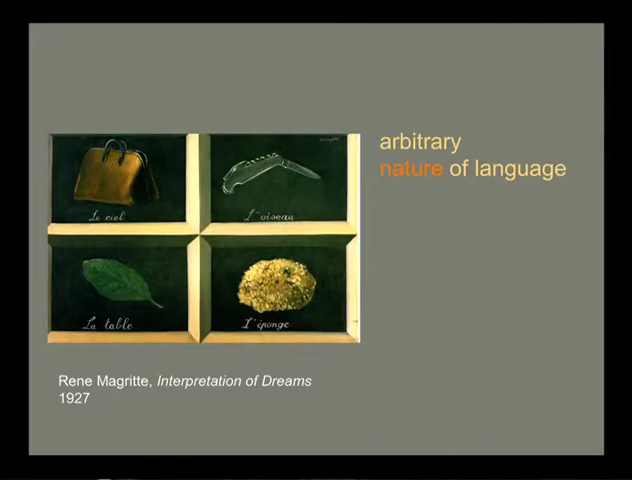 arbitrary
nature of language
Le ciel
L'oiseau
La table
L'éponge
Rene Magritte, Interpretation of Dreams
1927